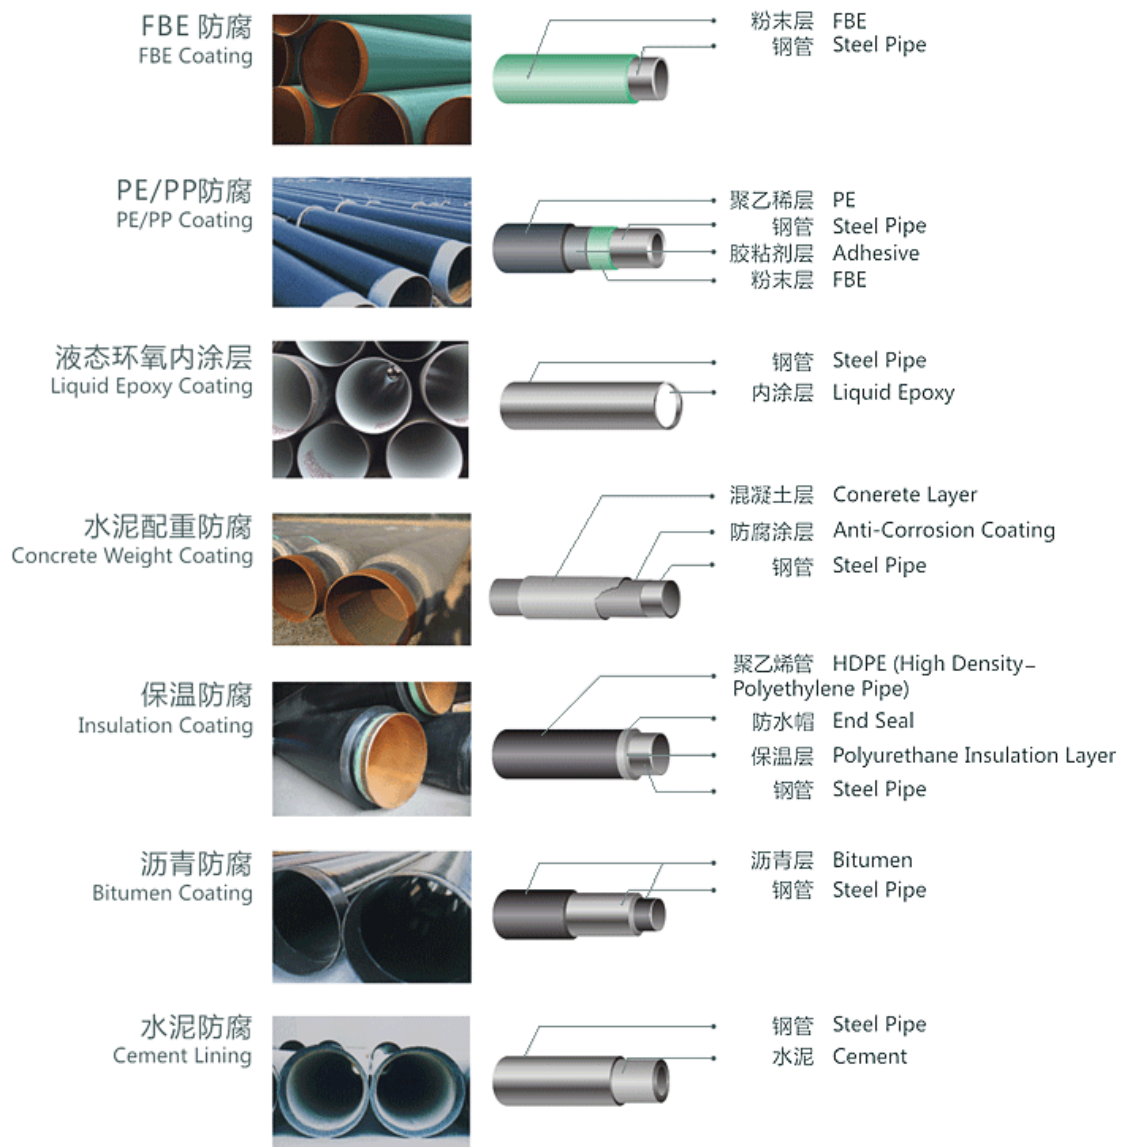 FBE 防腐
FBE Coating
粉末层 FBE
钢管 Steel Pipe
PE/PP防腐
PE/PP Coating
聚乙稀层 PE
钢管 Steel Pipe
胶粘剂层 Adhesive
粉末层 FBE
液态环氧内涂层
Liquid Epoxy Coating
钢管 Steel Pipe
内涂层 Liquid Epoxy
水泥配重防腐
Concrete Weight Coating
混凝土层 Conerete Layer
防腐涂层 Anti-Corrosion Coating
钢管 Steel Pipe
保温防腐
Insulation Coating
聚乙烯管 HDPE (High Density–
Polyethylene Pipe)
防水帽 End Seal
保温层 Polyurethane Insulation Layer
钢管 Steel Pipe
沥青防腐
Bitumen Coating
沥青层 Bitumen
钢管 Steel Pipe
水泥防腐
Cement Lining
钢管 Steel Pipe
水泥 Cement